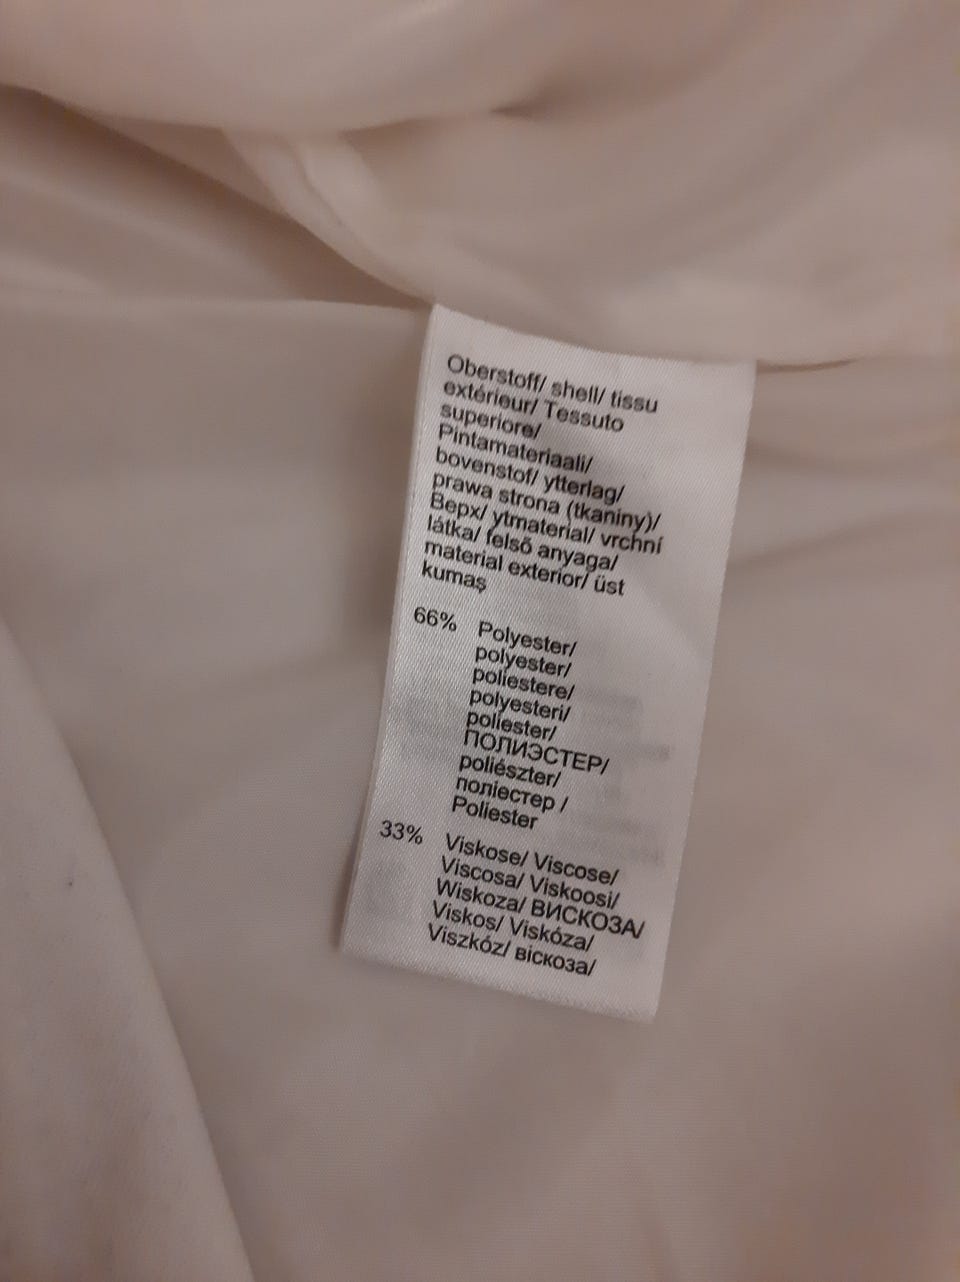 Oberstoff/ shell/ tissu
extérieur/ Tessuto
superiore/
Pintamateriaali/
bovenstof/ ytterlag/
prawa strona (tkaniny)/
Верх/ ytmaterial/ vrchní
látka/ felső anyaga/
material exterior/ üst
kumaş
66% Polyester/
polyester/
poliestere/
polyesteri/
poliester/
ПОЛИЭСТЕР/
poliészter/
поліестер /
Poliester
33% Viskose/ Viscose/
Viscosa/ Viskoosi/
Wiskoza/ ВИСКОЗА/
Viskos/ Viskóza/
Viszkóz/ віскоза/